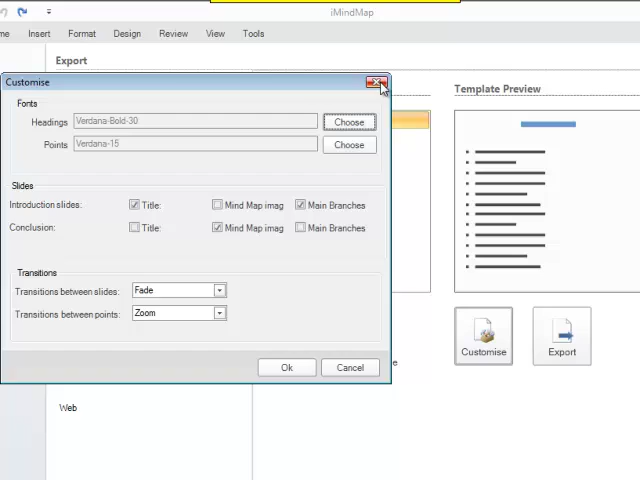 iMindMap
me Insert Format Design Review View Tools
Export
Customise
Template Preview
Fonts
Headings Verdana-Bold-30 Choose
Points Verdana-15 Choose
Slides
Introduction slides: Title: Mind Map imag Main Branches
Conclusion: Title: Mind Map imag Main Branches
Transitions
Transitions between slides: Fade
Transitions between points: Zoom
Customise Export
Ok Cancel
e
Web